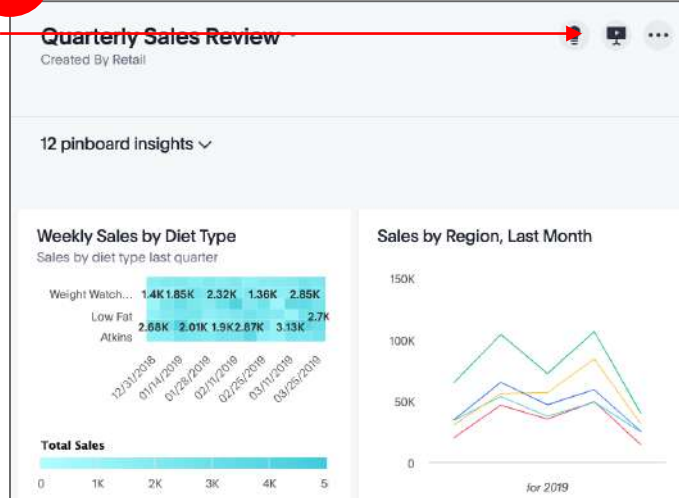 Quarterly Sales Review
Created By Retail
12 pinboard insights
Weekly Sales by Diet Type
Sales by diet type last quarter
Weight Watch... 1.4K 1.85K 2.32K 1.36K 2.85K
Low Fat 2.7K
Atkins 2.68K 2.01K 1.9K 2.87K 3.13K
12/31/2018 01/14/2019 01/28/2019 02/11/2019 02/25/2019 03/11/2019 03/25/2019
Total Sales
0 1K 2K 3K 4K 5
Sales by Region, Last Month
150K
100K
50K
0
for 2019